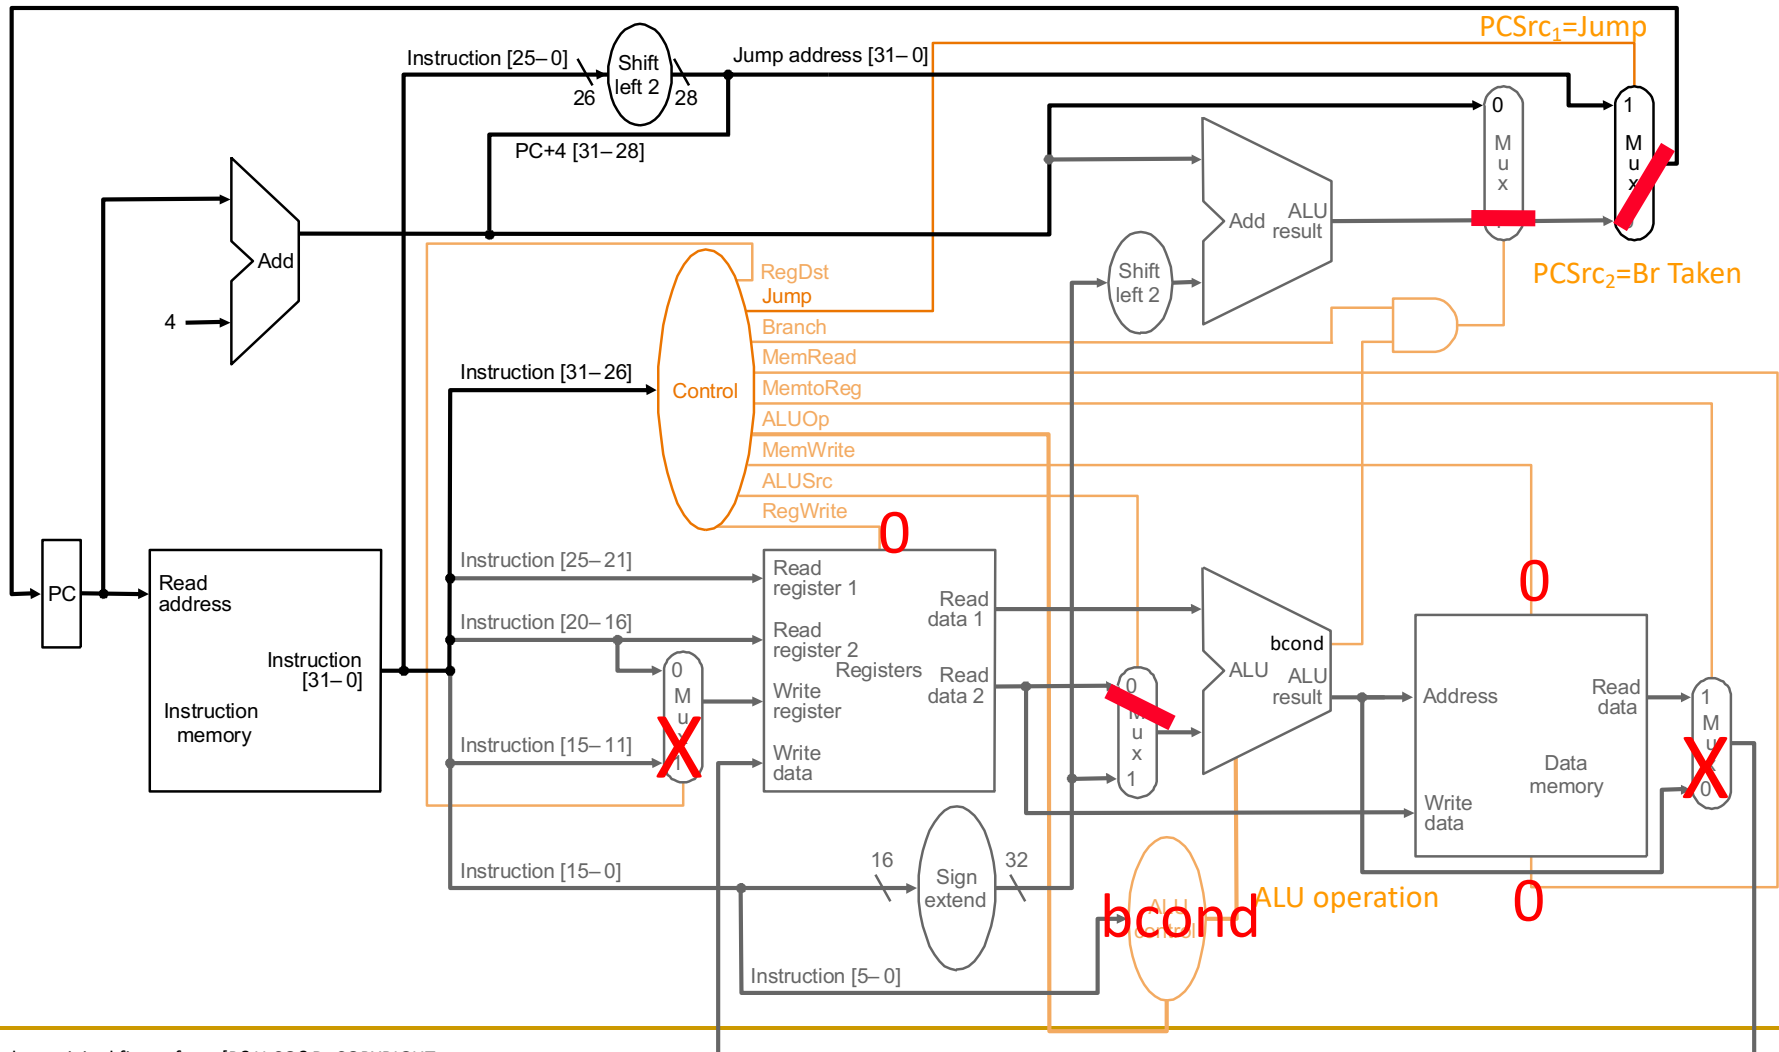 PCSrc1=Jump
Instruction [25–0]
Shift
left 2
Jump address [31–0]
26
28
PC+4 [31–28]
0
M
u
x
1
M
u
x
Add
4
Add
ALU
result
Shift
left 2
PCSrc2=Br Taken
RegDst
Jump
Branch
MemRead
MemtoReg
ALUOp
MemWrite
ALUSrc
RegWrite
Control
Instruction [31–26]
0
0
PC
Read
address
Instruction
[31–0]
Instruction
memory
Instruction [25–21]
Instruction [20–16]
Instruction [15–11]
Instruction [15–0]
Instruction [5–0]
0
M
u
X
Read
register 1
Read
register 2
Write
register
Write
data
Registers
Read
data 1
Read
data 2
0
M
u
x
1
bcond
ALU
ALU
result
Address
Write
data
Read
data
Data
memory
1
M
u
X
0
16
Sign
extend
32
ALU
control
bcond
ALU operation
0